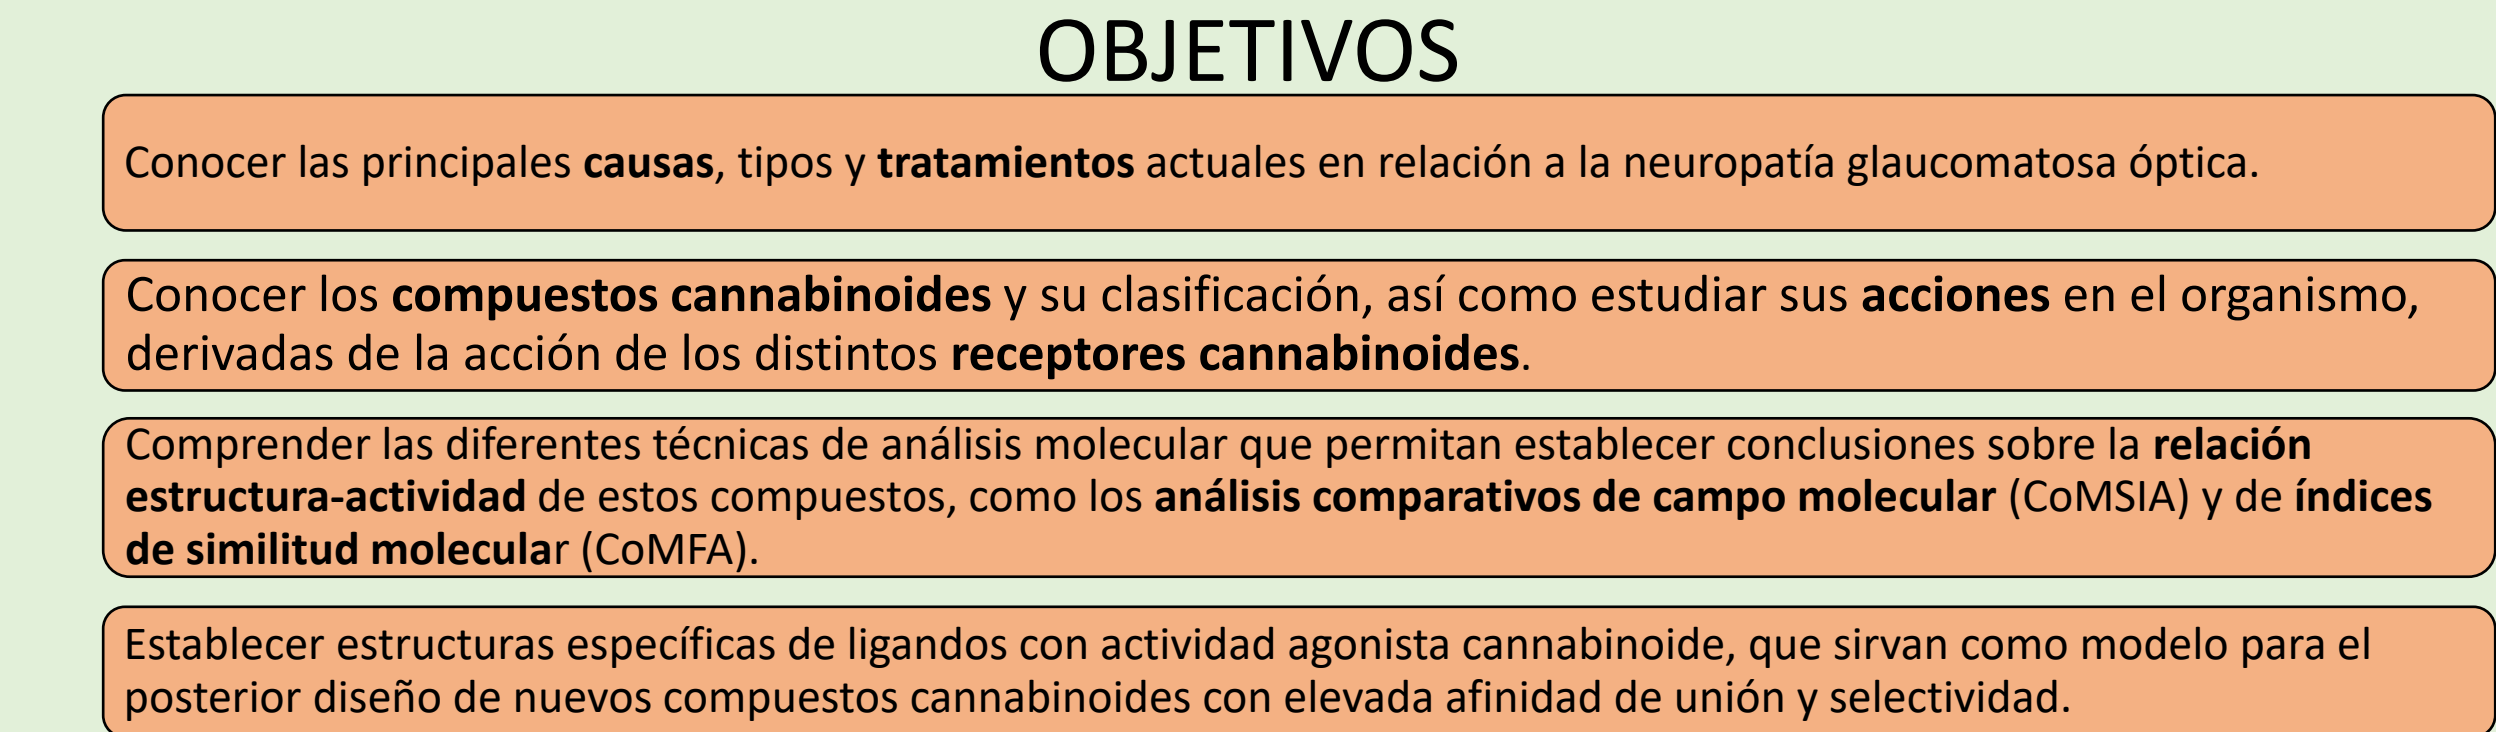 OBJETIVOS
Conocer las principales causas, tipos y tratamientos actuales en relación a la neuropatía glaucomatosa óptica.
Conocer los compuestos cannabinoides y su clasificación, así como estudiar sus acciones en el organismo,
derivadas de la acción de los distintos receptores cannabinoides.
Comprender las diferentes técnicas de análisis molecular que permitan establecer conclusiones sobre la relación
estructura-actividad de estos compuestos, como los análisis comparativos de campo molecular (CoMSIA) y de índices
de similitud molecular (CoMFA).
Establecer estructuras específicas de ligandos con actividad agonista cannabinoide, que sirvan como modelo para el
posterior diseño de nuevos compuestos cannabinoides con elevada afinidad de unión y selectividad.